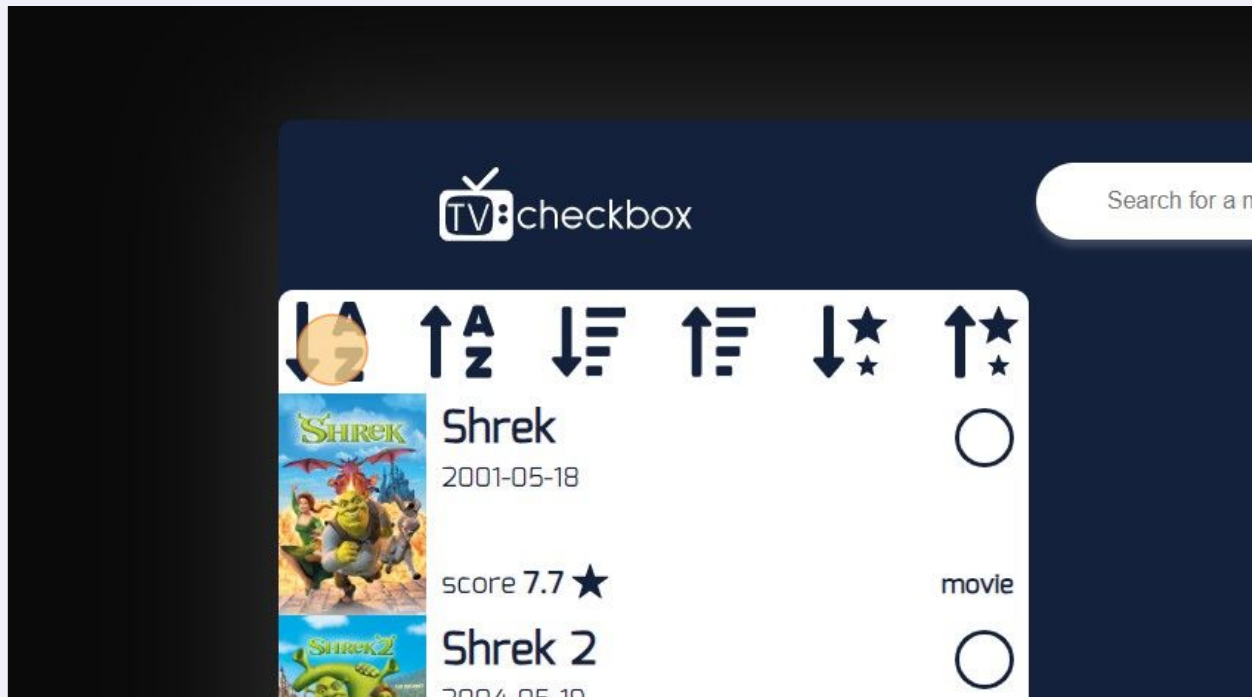 TV: checkbox
Search for a
A
Z
A
Z
SHREK
Shrek
2001-05-18
score 7.7
movie
SHREK 2
Shrek 2